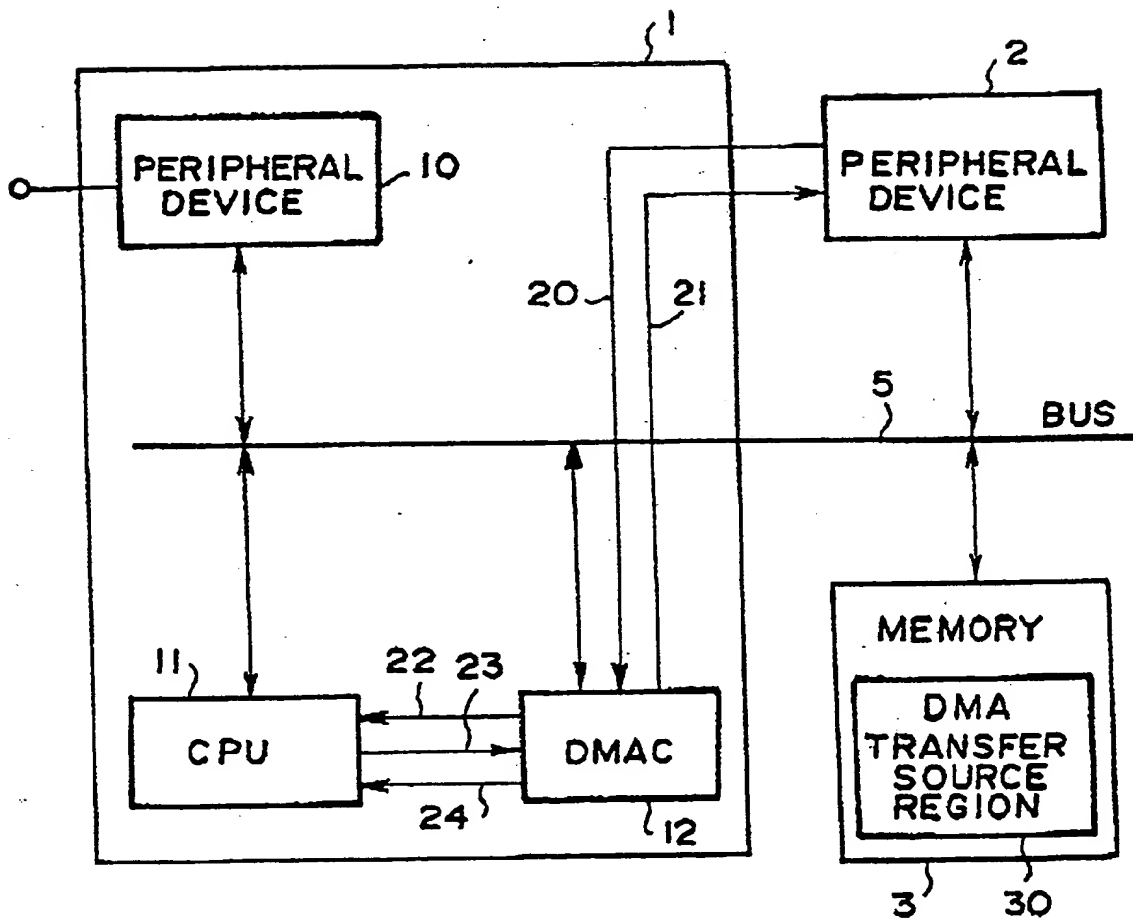 1
2
PERIPHERAL
DEVICE
10
PERIPHERAL
DEVICE
20
21
5
BUS
11
22
23
CPU
DMAC
24
12
MEMORY
DMA
TRANSFER
SOURCE
REGION
3
30